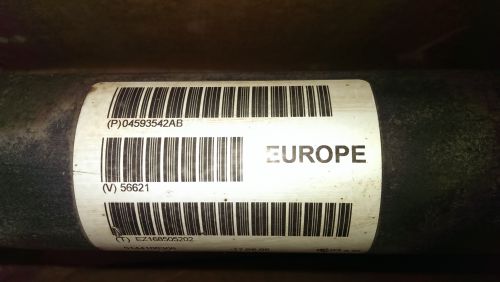 (P)04593542AB
EUROPE
(V) 56621
(T) EZ168505202